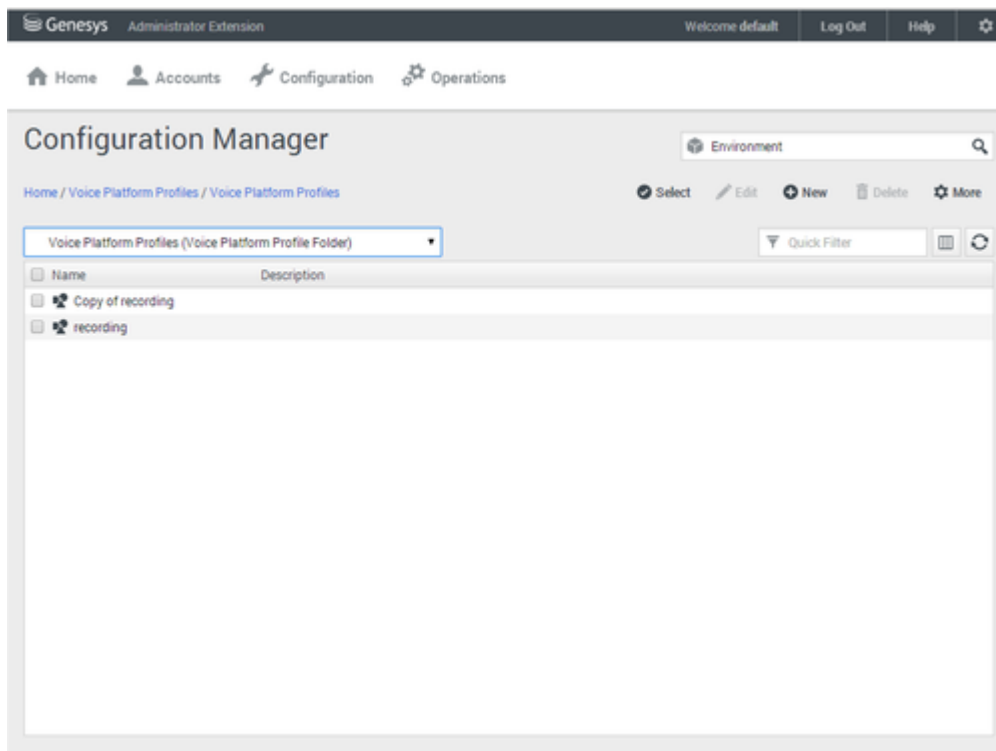 Genesys Administrator Extension Welcome default Log Out Help
Home Accounts Configuration Operations
Configuration Manager
Environment
Home / Voice Platform Profiles / Voice Platform Profiles
Select Edit New Delete More
Voice Platform Profiles (Voice Platform Profile Folder)
Quick Filter
Name Description
Copy of recording
recording